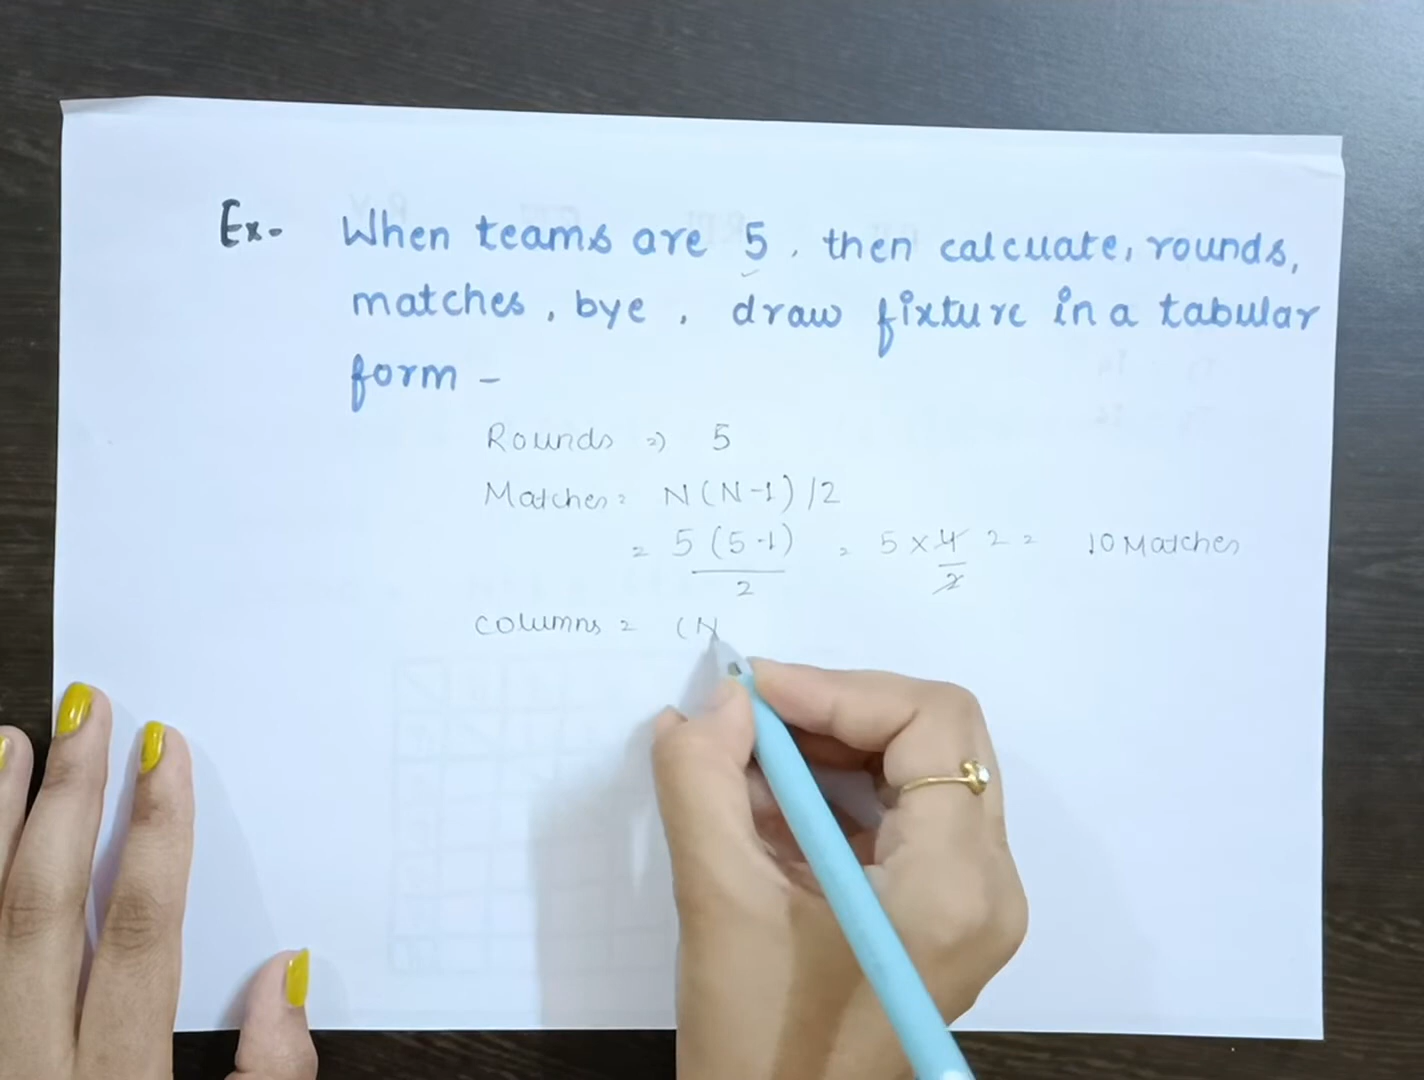 Ex- When teams are 5, then calcuate, rounds,
matches, bye, draw fixture in a tabular
form -
Rounds => 5
Matches = N(N-1)/2
= 5(5-1)/2 = 5 x 4/2 2 = 10 Matches
columns = (N